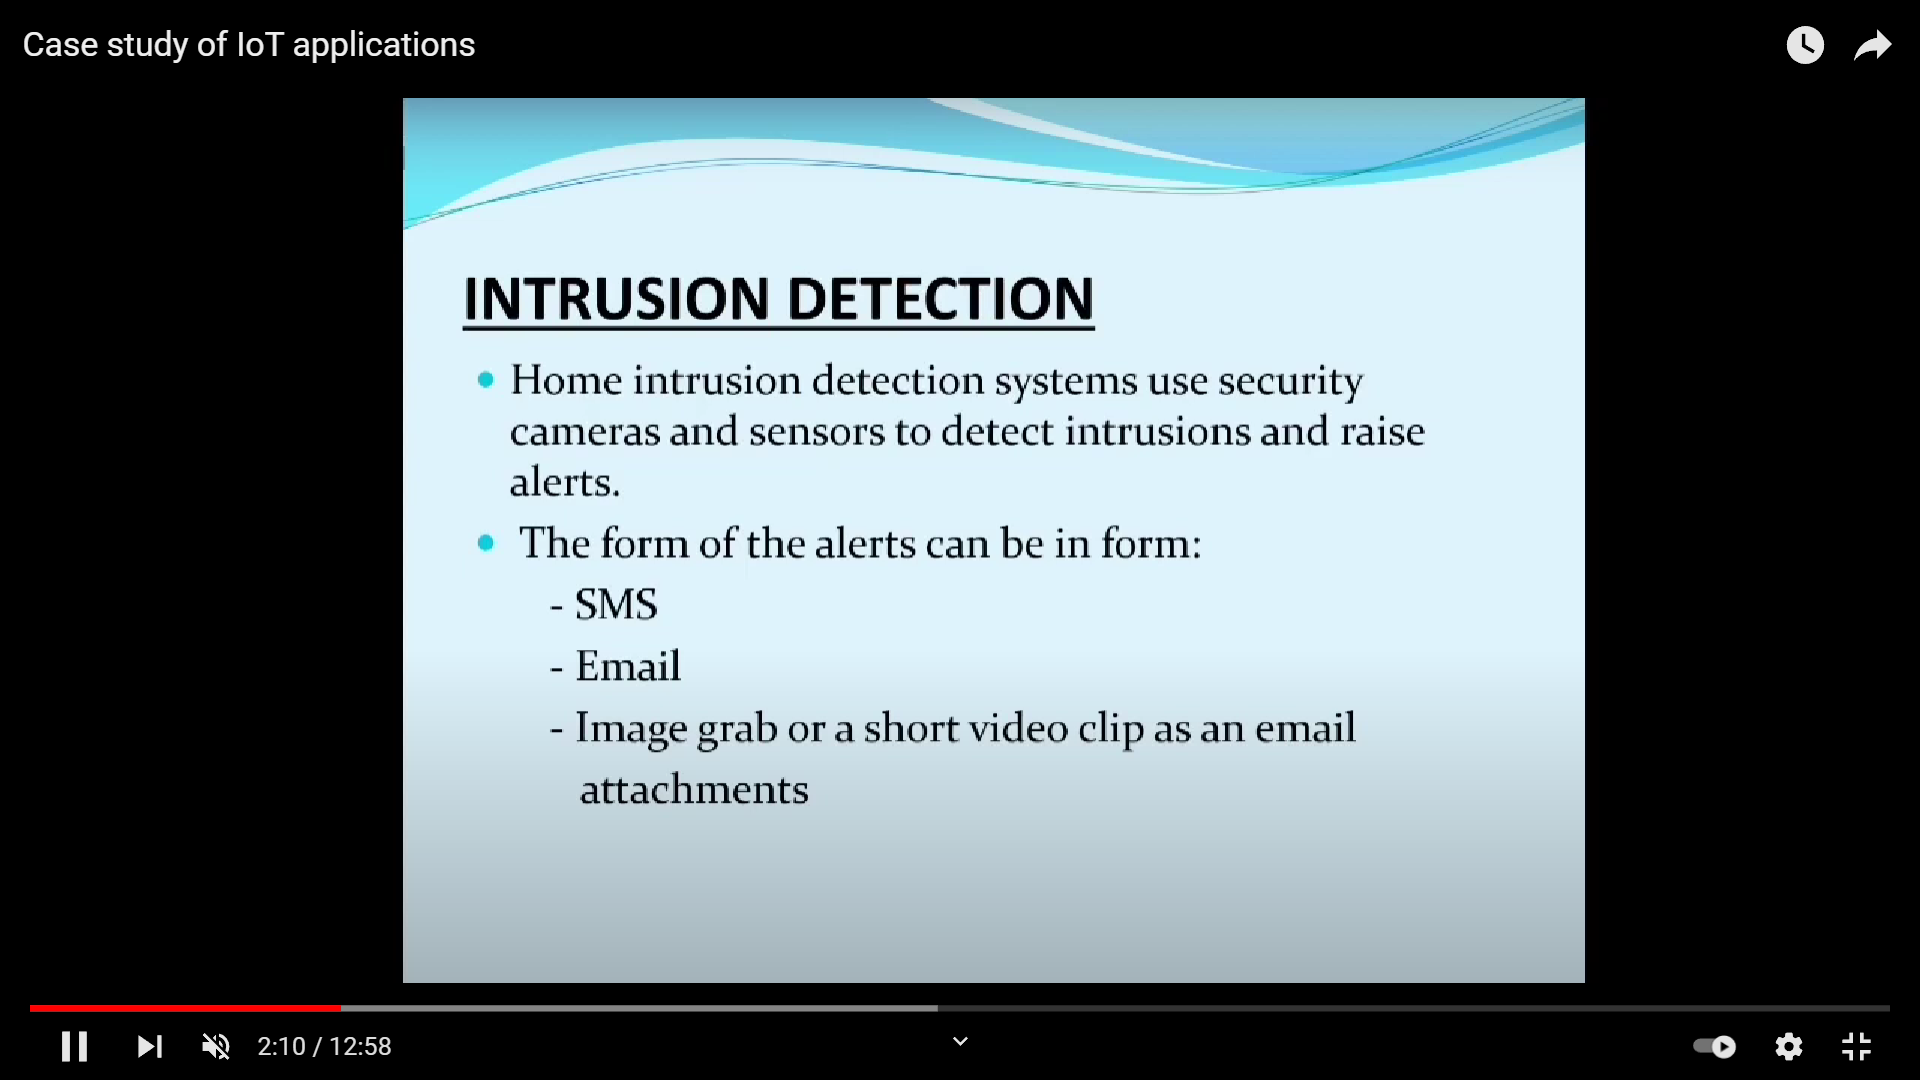 Case study of IoT applications
INTRUSION DETECTION
• Home intrusion detection systems use security
cameras and sensors to detect intrusions and raise
alerts.
• The form of the alerts can be in form:
- SMS
- Email
- Image grab or a short video clip as an email
attachments
2:10 / 12:58